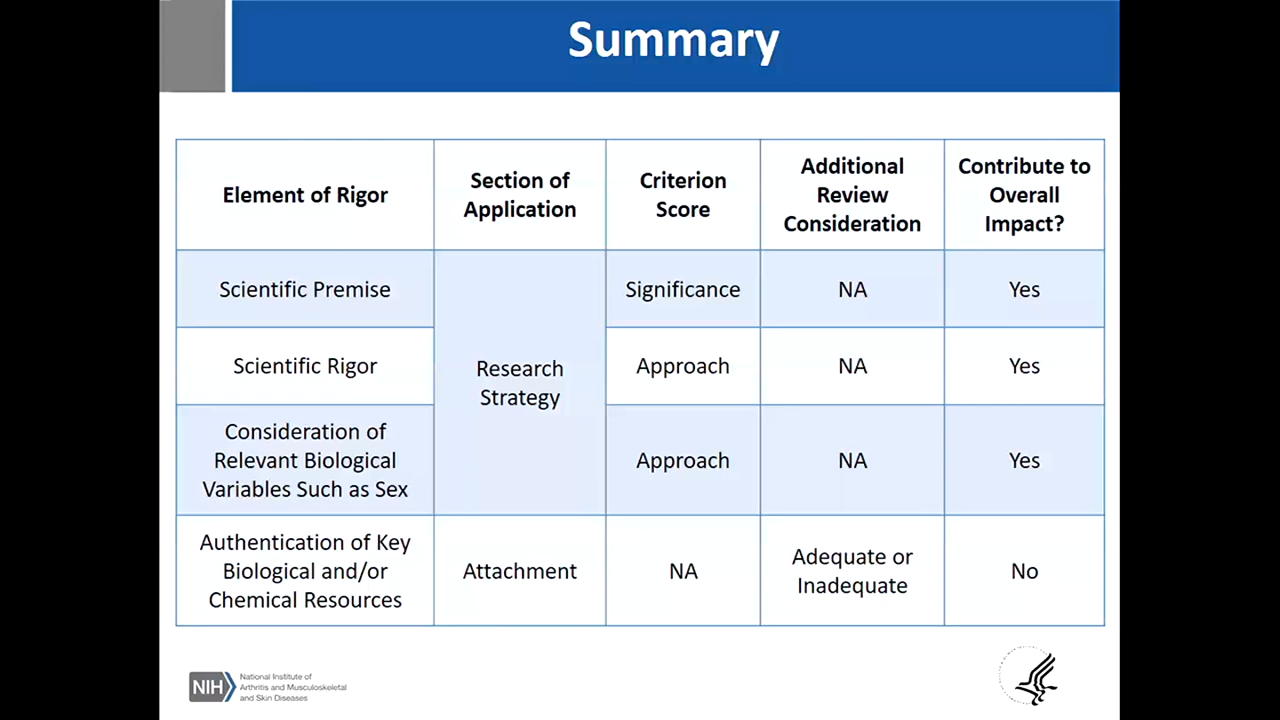 Summary
Element of Rigor
Section of
Application
Criterion
Score
Additional
Review
Consideration
Contribute to
Overall
Impact?
Scientific Premise
Research
Strategy
Significance
NA
Yes
Scientific Rigor
Approach
NA
Yes
Consideration of
Relevant Biological
Variables Such as Sex
Approach
NA
Yes
Authentication of Key
Biological and/or
Chemical Resources
Attachment
NA
Adequate or
Inadequate
No
NIH
National Institute of
Arthritis and Musculoskeletal
and Skin Diseases